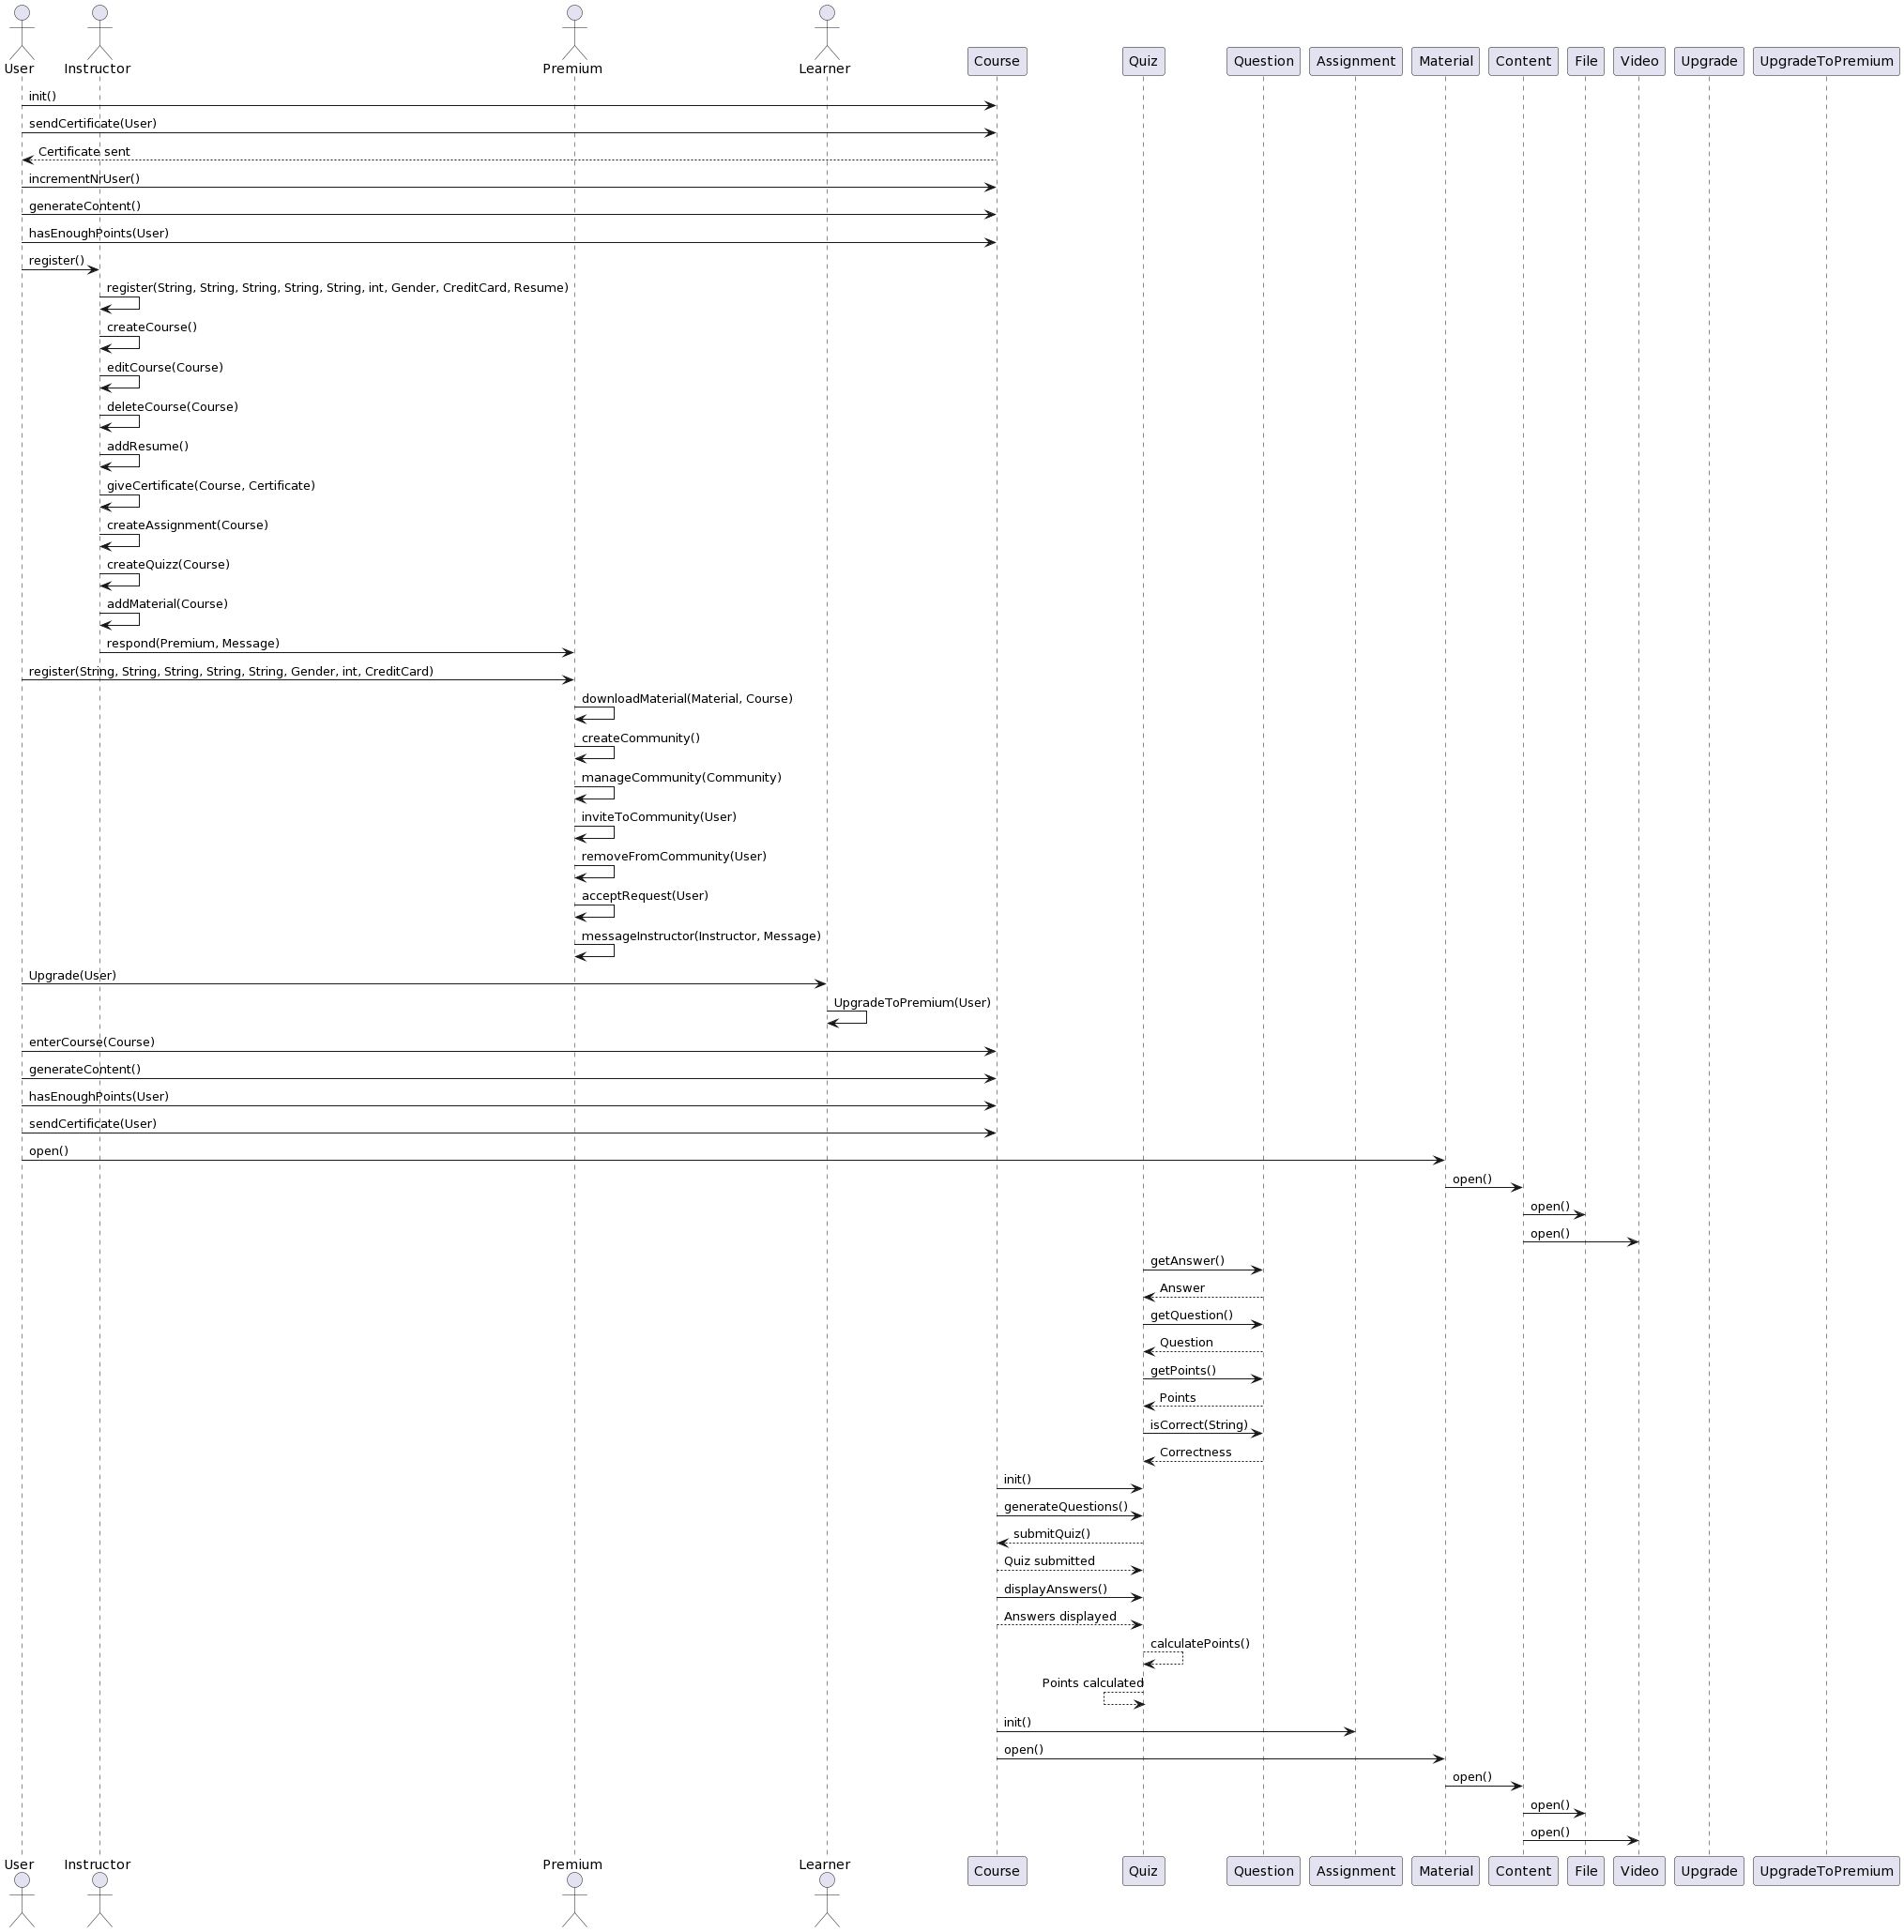 User Instructor Premium Learner Course Quiz Question Assignment Material Content File Video Upgrade UpgradeToPremium
init()
sendCertificate(User)
Certificate sent
incrementNrUser()
generateContent()
hasEnoughPoints(User)
register()
register(String, String, String, String, String, int, Gender, CreditCard, Resume)
createCourse()
editCourse(Course)
deleteCourse(Course)
addResume()
giveCertificate(Course, Certificate)
createAssignment(Course)
createQuizz(Course)
addMaterial(Course)
respond(Premium, Message)
register(String, String, String, String, String, Gender, int, CreditCard)
downloadMaterial(Material, Course)
createCommunity()
manageCommunity(Community)
inviteToCommunity(User)
removeFromCommunity(User)
acceptRequest(User)
messageInstructor(Instructor, Message)
Upgrade(User)
UpgradeToPremium(User)
enterCourse(Course)
generateContent()
hasEnoughPoints(User)
sendCertificate(User)
open()
open()
open()
open()
getAnswer()
Answer
getQuestion()
Question
getPoints()
Points
isCorrect(String)
Correctness
init()
generateQuestions()
submitQuiz()
Quiz submitted
displayAnswers()
Answers displayed
calculatePoints()
Points calculated
init()
open()
open()
open()
open()
User Instructor Premium Learner Course Quiz Question Assignment Material Content File Video Upgrade UpgradeToPremium